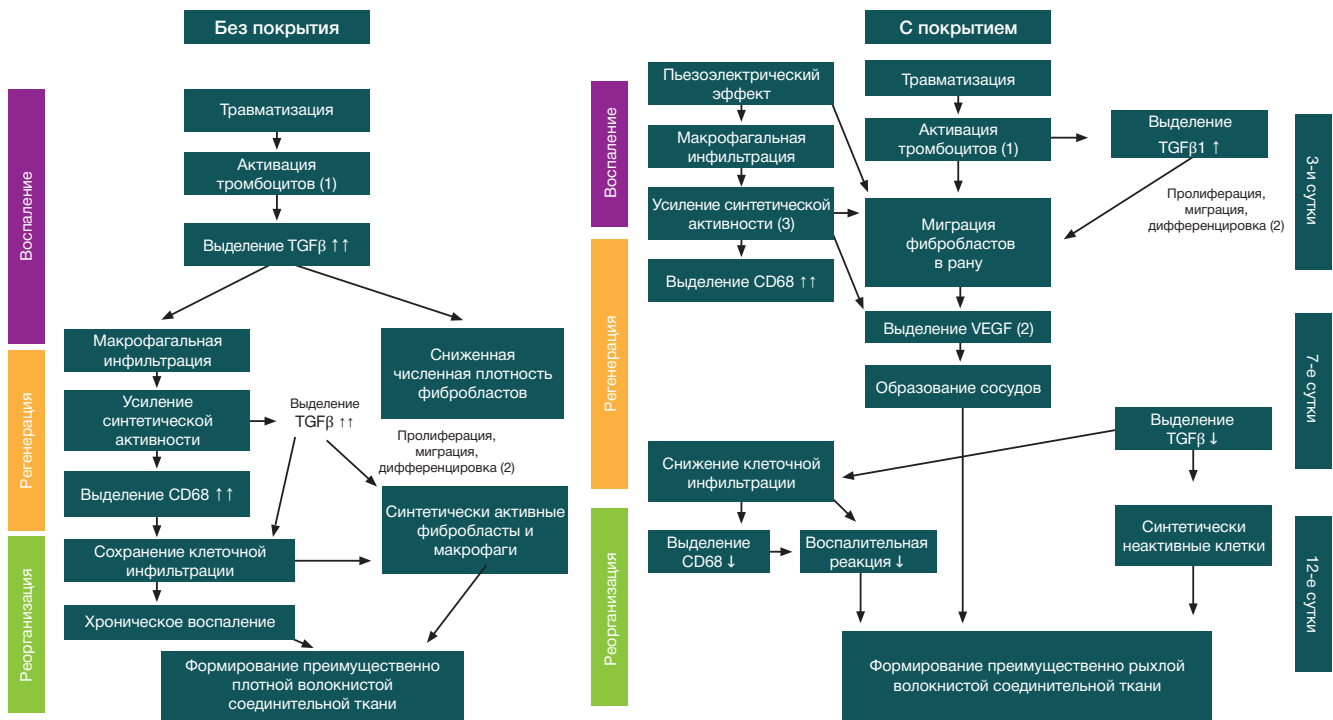 Без покрытия
Воспаление
Регенерация
Реорганизация
Травматизация
Активация
тромбоцитов (1)
Выделение TGFβ ↑↑
Макрофагальная
инфильтрация
Сниженная
численная плотность
фибробластов
Усиление
синтетической
активности
Выделение
TGFβ ↑↑
Пролиферация,
миграция,
дифференцировка (2)
Выделение CD68 ↑↑
Синтетически активные
фибробласты и
макрофаги
Сохранение клеточной
инфильтрации
Хроническое воспаление
Формирование преимущественно
плотной волокнистой
соединительной ткани
С покрытием
Воспаление
Регенерация
Реорганизация
Пьезоэлектрический
эффект
Травматизация
Макрофагальная
инфильтрация
Активация
тромбоцитов (1)
Выделение
TGFβ1 ↑
Усиление синтетической
активности (3)
Миграция
фибробластов
в рану
Пролиферация,
миграция,
дифференцировка (2)
Выделение CD68 ↑↑
Выделение VEGF (2)
Образование сосудов
Выделение
TGFβ ↓
Снижение клеточной
инфильтрации
Выделение
CD68 ↓
Воспалительная
реакция ↓
Синтетически
неактивные клетки
Формирование преимущественно рыхлой
волокнистой соединительной ткани
3-и сутки
7-е сутки
12-е сутки